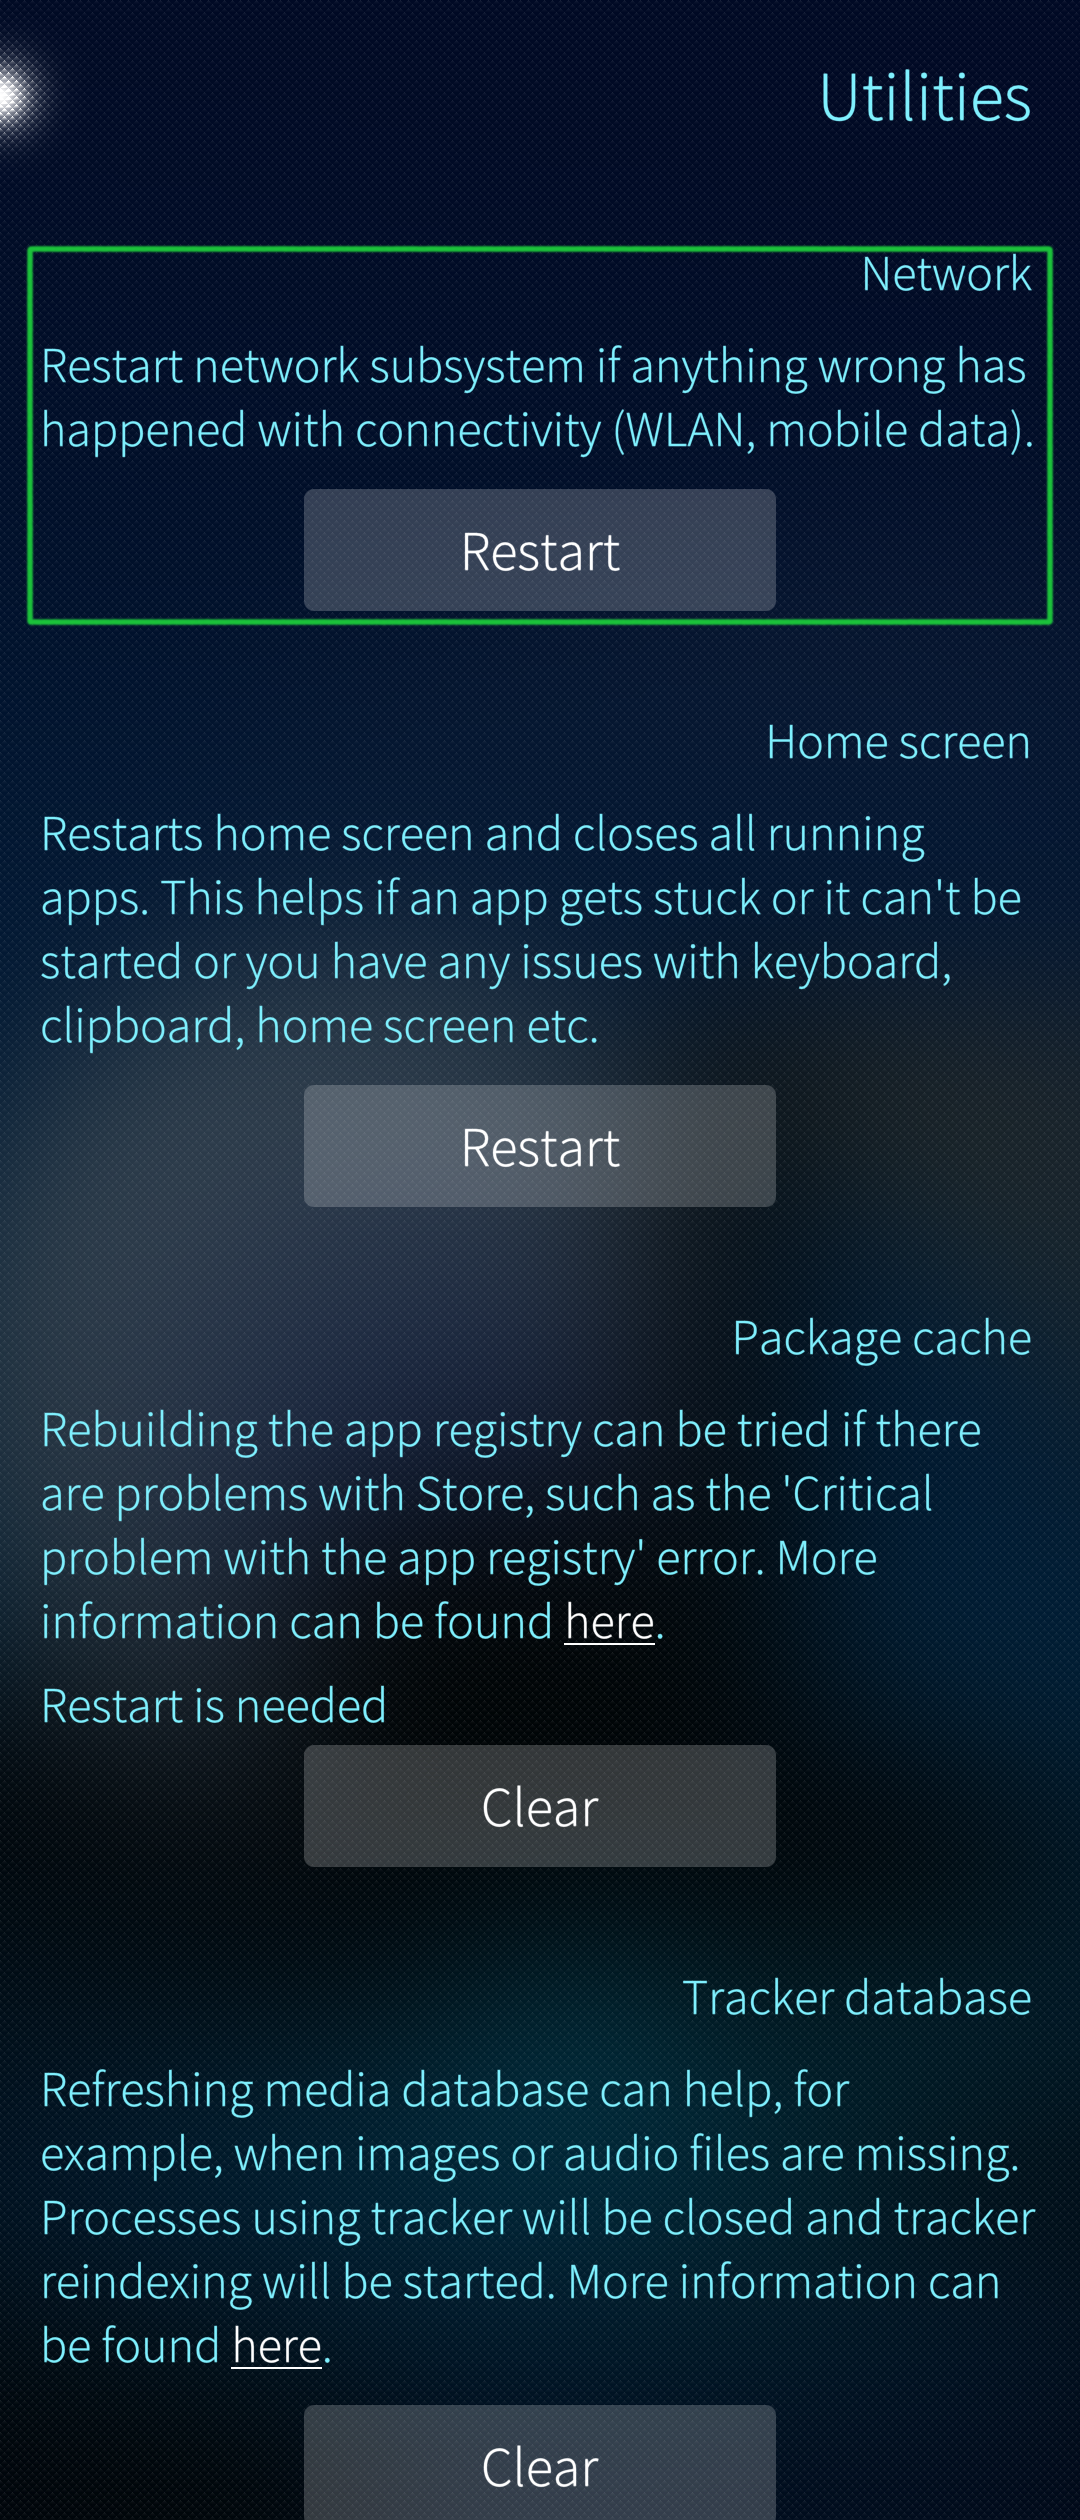 Utilities
Network
Restart network subsystem if anything wrong has
happened with connectivity (WLAN, mobile data).
Restart
Home screen
Restarts home screen and closes all running
apps. This helps if an app gets stuck or it can't be
started or you have any issues with keyboard,
clipboard, home screen etc.
Restart
Package cache
Rebuilding the app registry can be tried if there
are problems with Store, such as the 'Critical
problem with the app registry' error. More
information can be found here.
Restart is needed
Clear
Tracker database
Refreshing media database can help, for
example, when images or audio files are missing.
Processes using tracker will be closed and tracker
reindexing will be started. More information can
be found here.
Clear